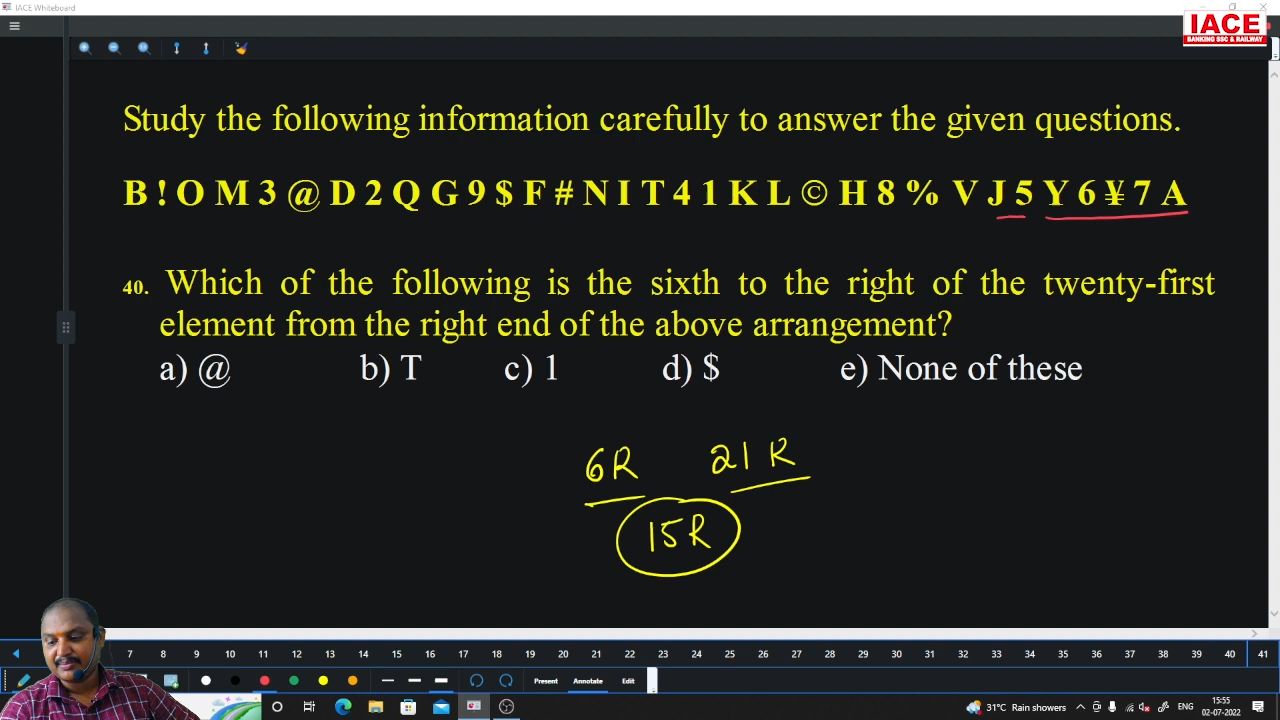 IACE Whiteboard
IACE
BANKING SSC & RAILWAY
Study the following information carefully to answer the given questions.
B ! O M 3 @ D 2 Q G 9 $ F # N I T 4 1 K L © H 8 % V J 5 Y 6 ¥ 7 A
40. Which of the following is the sixth to the right of the twenty-first
element from the right end of the above arrangement?
a) @ b) T c) 1 d) $ e) None of these
6R 21 R
15R
7 8 9 10 11 12 13 14 15 16 17 18 19 20 21 22 23 24 25 26 27 28 29 30 31 32 33 34 35 36 37 38 39 40 41
Present Annotate Edit
31°C Rain showers ENG 15:55
02-07-2022